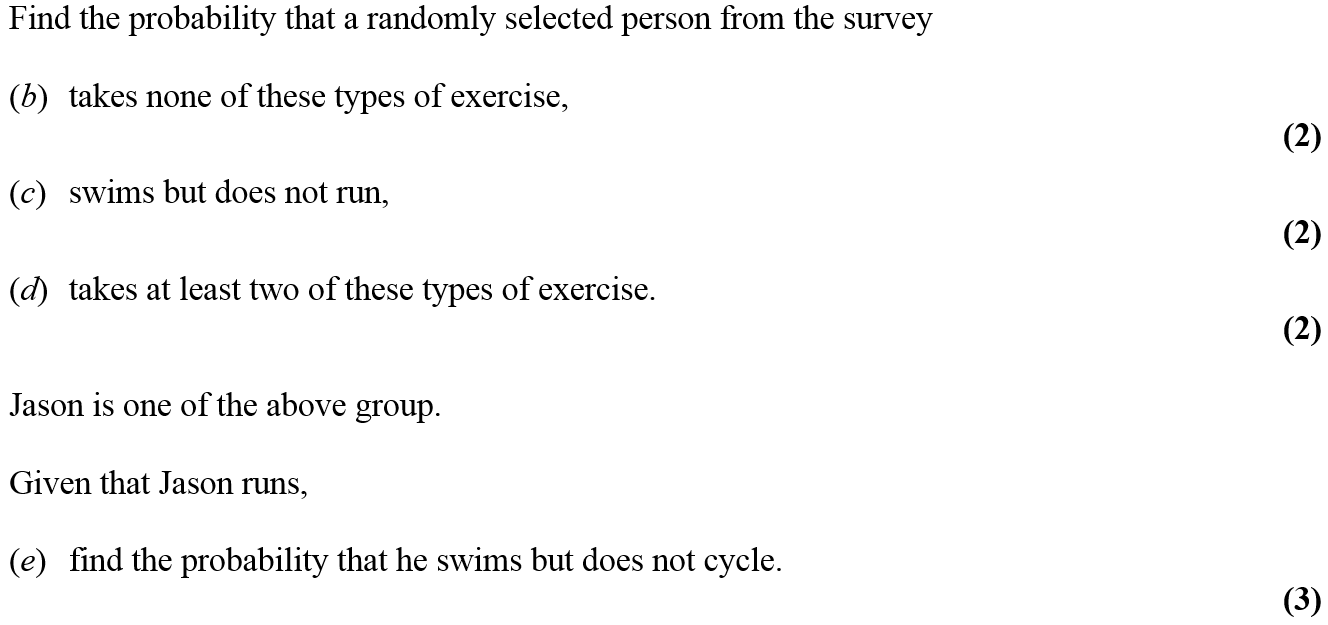 Find the probability that a randomly selected person from the survey
(b) takes none of these types of exercise,
(2)
(c) swims but does not run,
(2)
(d) takes at least two of these types of exercise.
(2)
Jason is one of the above group.
Given that Jason runs,
(e) find the probability that he swims but does not cycle.
(3)